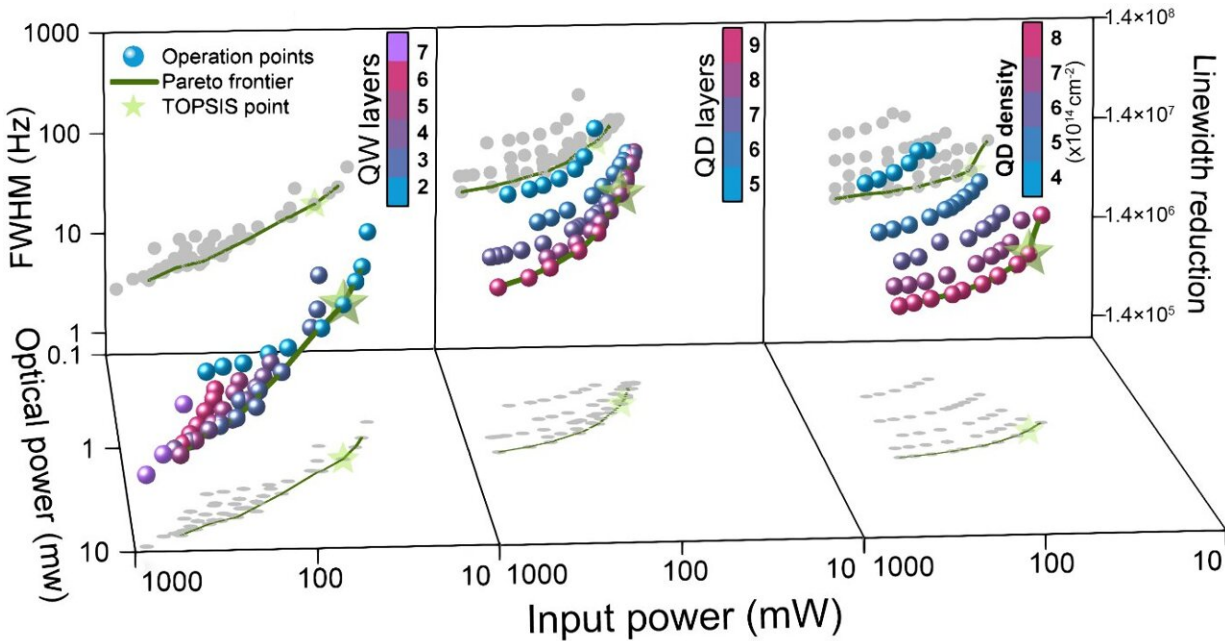 1000
100
10
1
0.1
1
10
FWHM (Hz)
Optical power (mw)
Operation points
Pareto frontier
TOPSIS point
QW layers
7
6
5
4
3
2
QD layers
9
8
7
6
5
QD density
(x10¹⁴ cm⁻²)
8
7
6
5
4
1.4×10⁸
1.4×10⁷
1.4×10⁶
1.4×10⁵
Linewidth reduction
1000 100 10 1000 100 10 1000 100 10
Input power (mW)